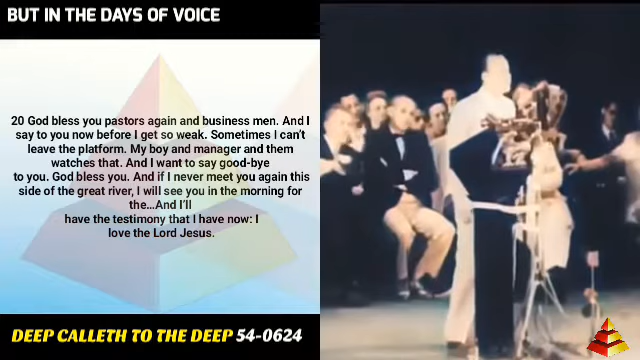 BUT IN THE DAYS OF VOICE
20 God bless you pastors again and business men. And I
say to you now before I get so weak. Sometimes I can't
leave the platform. My boy and manager and them
watches that. And I want to say good-bye
to you. God bless you. And if I never meet you again this
side of the great river, I will see you in the morning for
the...And I'll
have the testimony that I have now: I
love the Lord Jesus.
DEEP CALLETH TO THE DEEP 54-0624